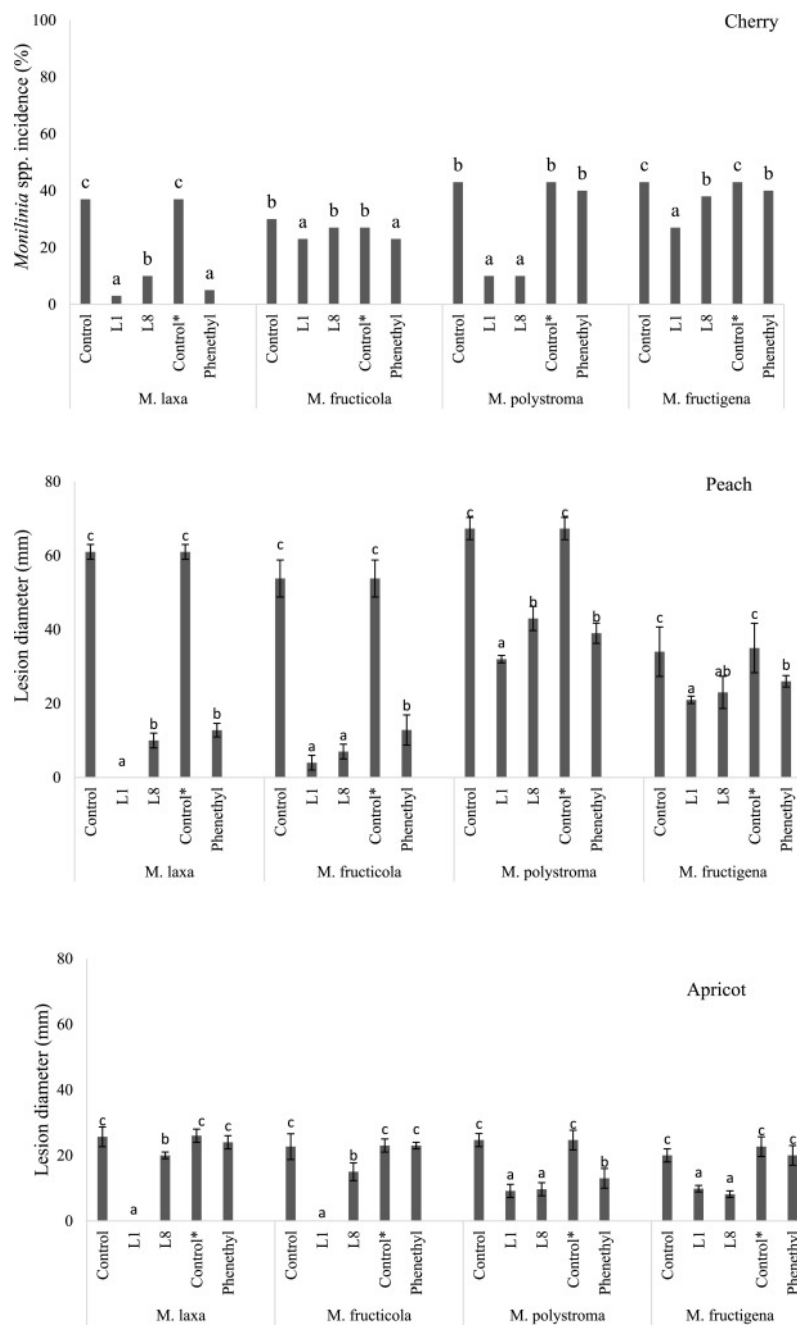 Cherry
Monilinia spp. incidence (%)
100
80
60
40
20
0
c a b c a b a b b a b a a b b c a b c b
Control L1 L8 Control* Phenethyl Control L1 L8 Control* Phenethyl Control L1 L8 Control* Phenethyl Control L1 L8 Control* Phenethyl
M. laxa M. fructicola M. polystroma M. fructigena
Peach
Lesion diameter (mm)
80
60
40
20
0
c a b c b c a a c b c a b c b c a ab c b
Control L1 L8 Control* Phenethyl Control L1 L8 Control* Phenethyl Control L1 L8 Control* Phenethyl Control L1 L8 Control* Phenethyl
M. laxa M. fructicola M. polystroma M. fructigena
Apricot
Lesion diameter (mm)
80
60
40
20
0
c a b c c c a b c c c a a c b c a a c c
Control L1 L8 Control* Phenethyl Control L1 L8 Control* Phenethyl Control L1 L8 Control* Phenethyl Control L1 L8 Control* Phenethyl
M. laxa M. fructicola M. polystroma M. fructigena